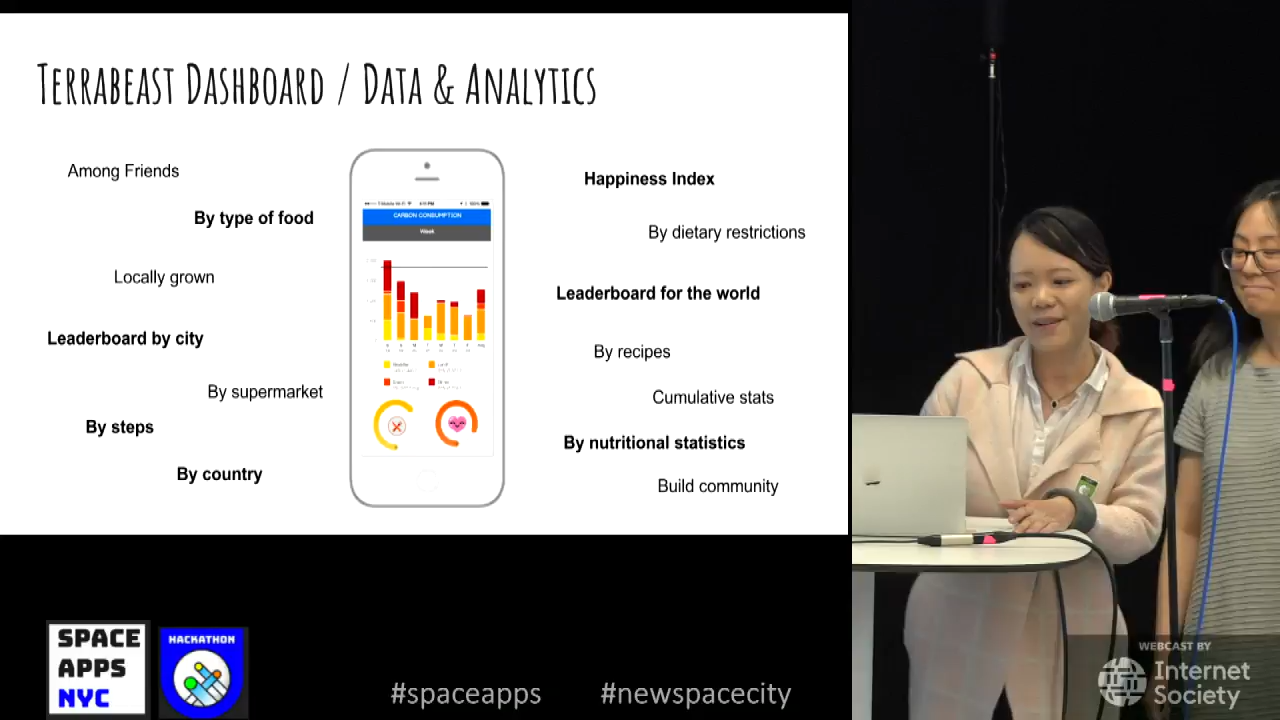 TERRABEAST DASHBOARD / DATA & ANALYTICS
Among Friends
By type of food
Locally grown
Leaderboard by city
By supermarket
By steps
By country
CARBON CONSUMPTION
Week
Happiness Index
By dietary restrictions
Leaderboard for the world
By recipes
Cumulative stats
By nutritional statistics
Build community
SPACE
APPS
NYC
HACKATHON
#spaceapps #newspacecity
WEBCAST BY
Internet
Society